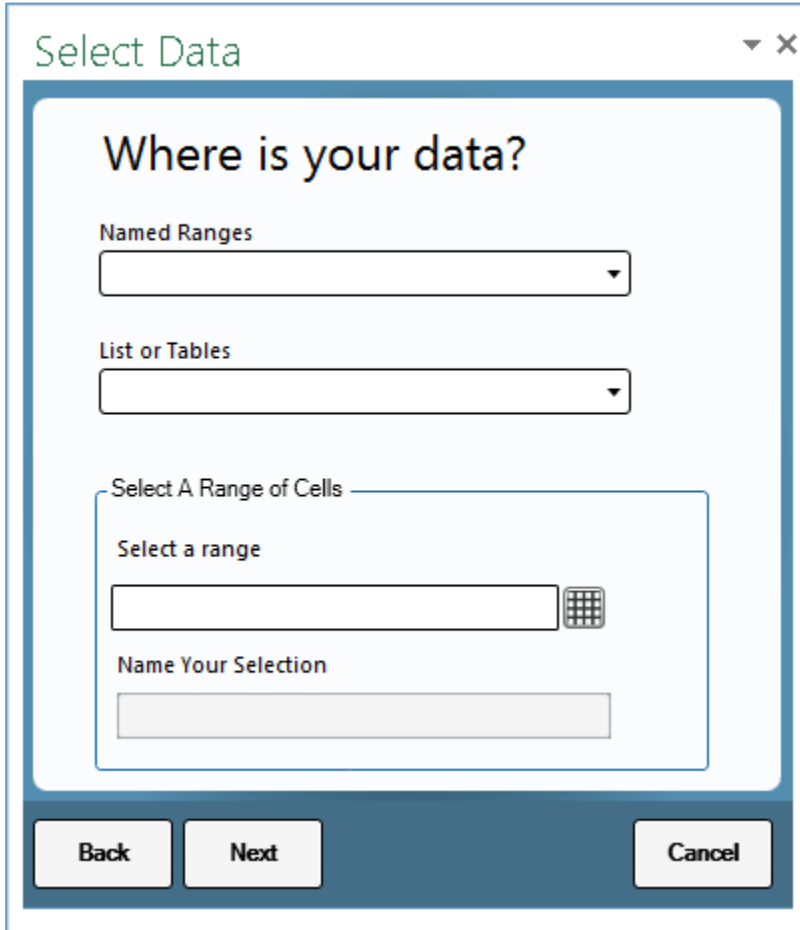 Select Data
Where is your data?
Named Ranges
List or Tables
Select A Range of Cells
Select a range
Name Your Selection
Back Next Cancel